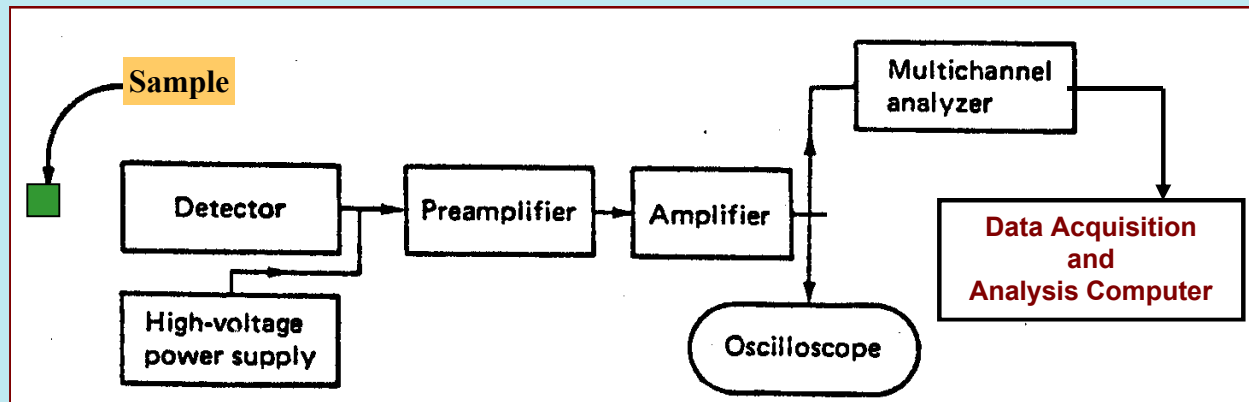 Sample
Detector
High-voltage
power supply
Preamplifier
Amplifier
Multichannel
analyzer
Oscilloscope
Data Acquisition
and
Analysis Computer